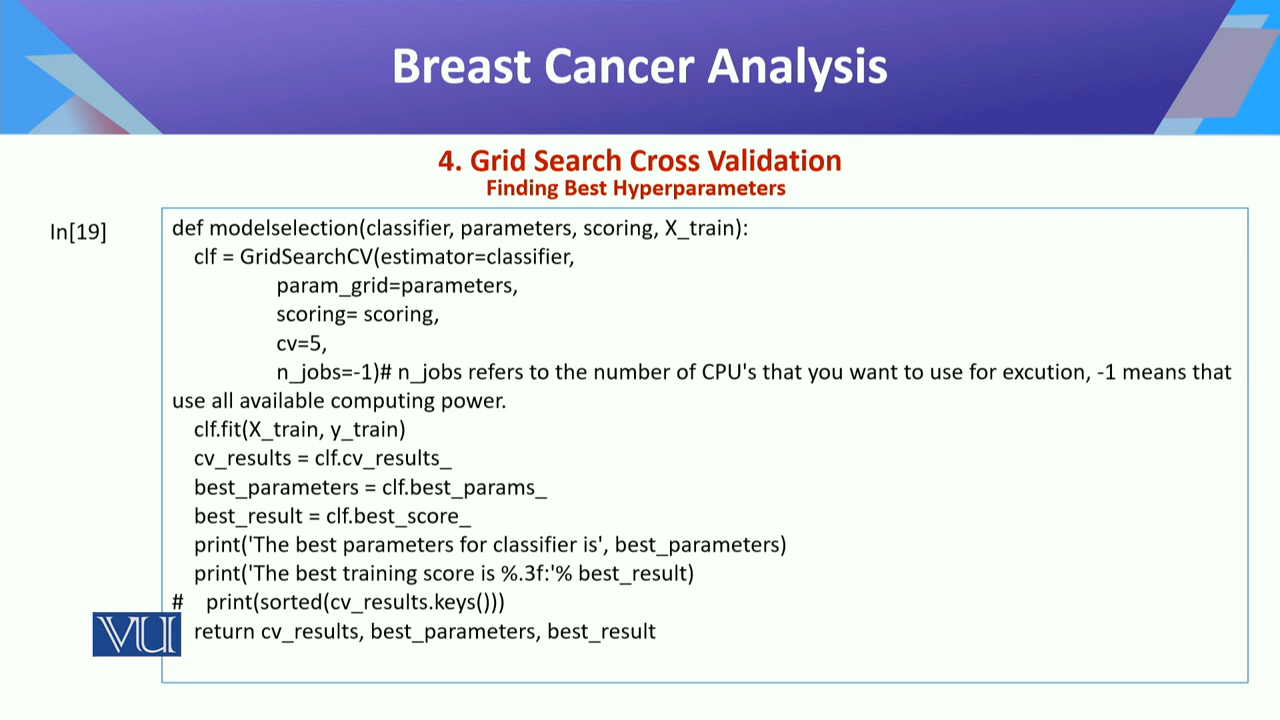 Breast Cancer Analysis
4. Grid Search Cross Validation
Finding Best Hyperparameters
In[19]
def modelselection(classifier, parameters, scoring, X_train):
clf = GridSearchCV(estimator=classifier,
param_grid=parameters,
scoring= scoring,
cv=5,
n_jobs=-1)# n_jobs refers to the number of CPU's that you want to use for excution, -1 means that
use all available computing power.
clf.fit(X_train, y_train)
cv_results = clf.cv_results_
best_parameters = clf.best_params_
best_result = clf.best_score_
print('The best parameters for classifier is', best_parameters)
print('The best training score is %.3f:'% best_result)
# print(sorted(cv_results.keys()))
return cv_results, best_parameters, best_result
VU